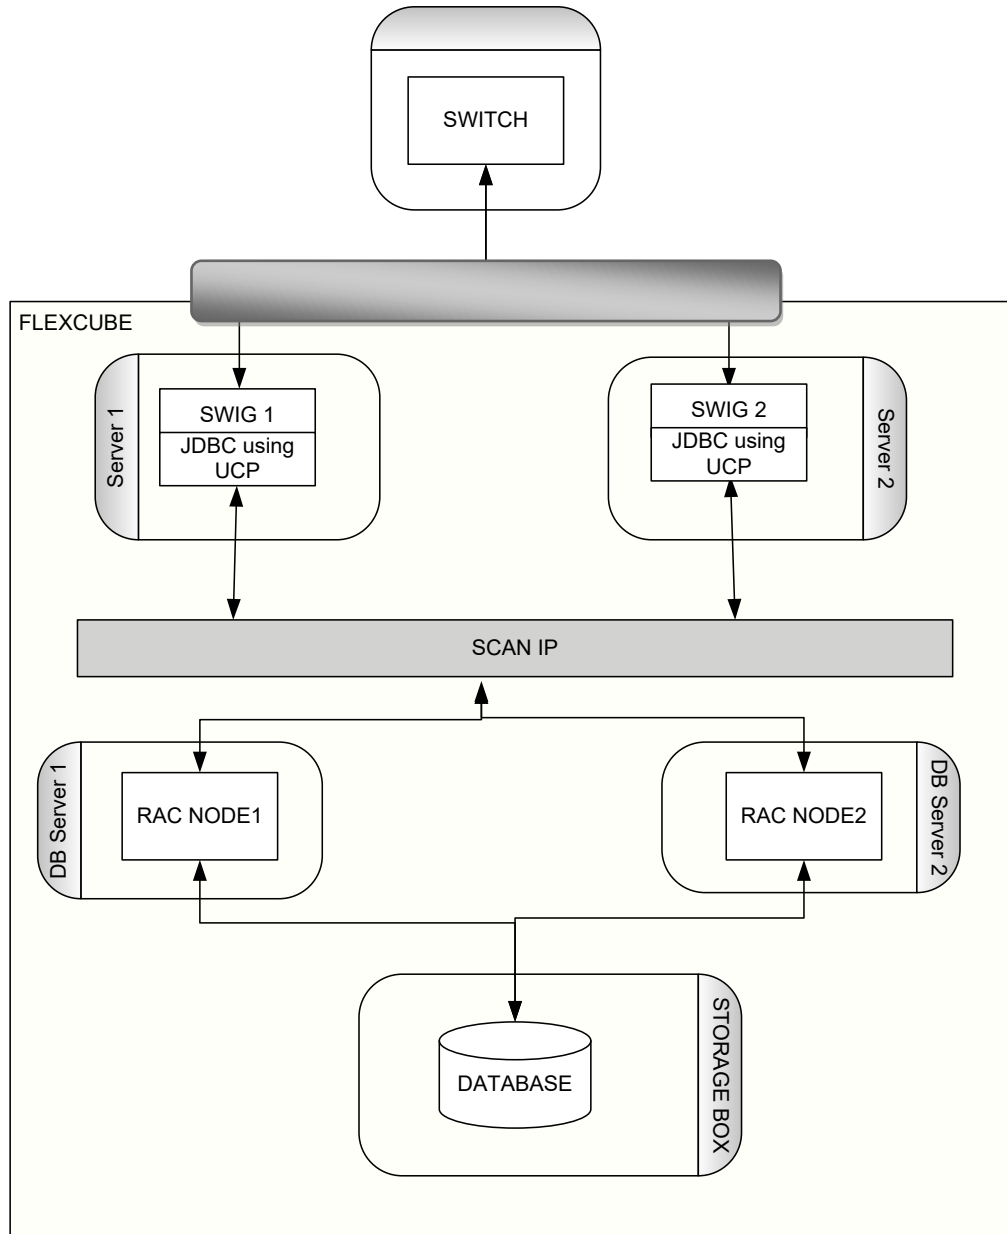 SWITCH
FLEXCUBE
Server 1
SWIG 1
JDBC using
UCP
SWIG 2
JDBC using
UCP
Server 2
SCAN IP
DB Server 1
RAC NODE1
RAC NODE2
DB Server 2
DATABASE
STORAGE BOX